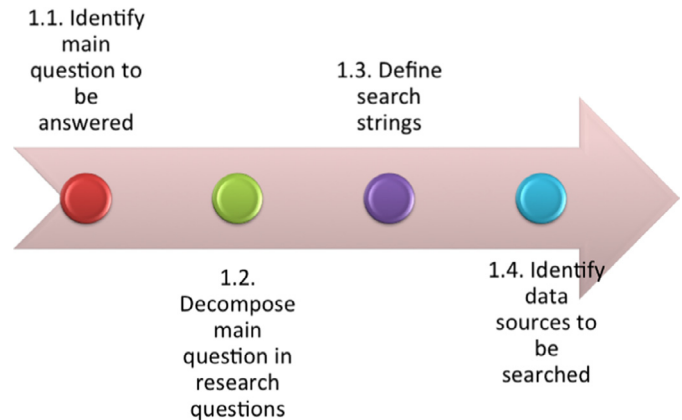 1.1. Identify
main
question to
be
answered
1.2.
Decompose
main
question in
research
questions
1.3. Define
search
strings
1.4. Identify
data
sources to
be
searched